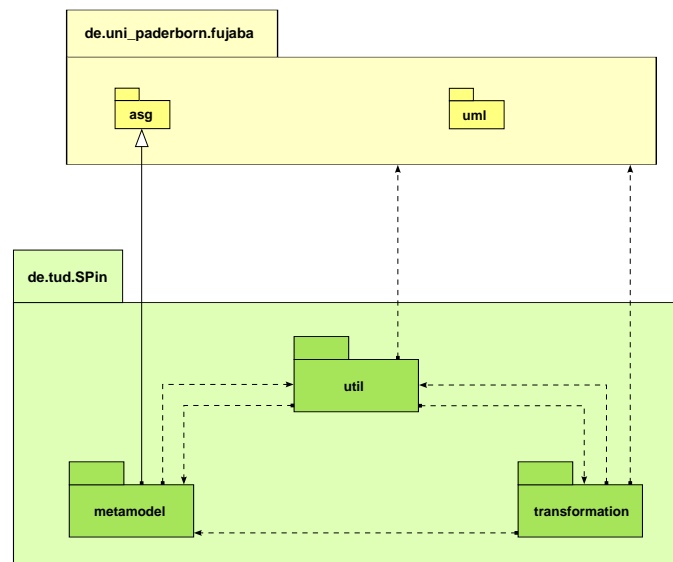 de.uni_paderborn.fujaba
asg
uml
de.tud.SPin
util
metamodel
transformation